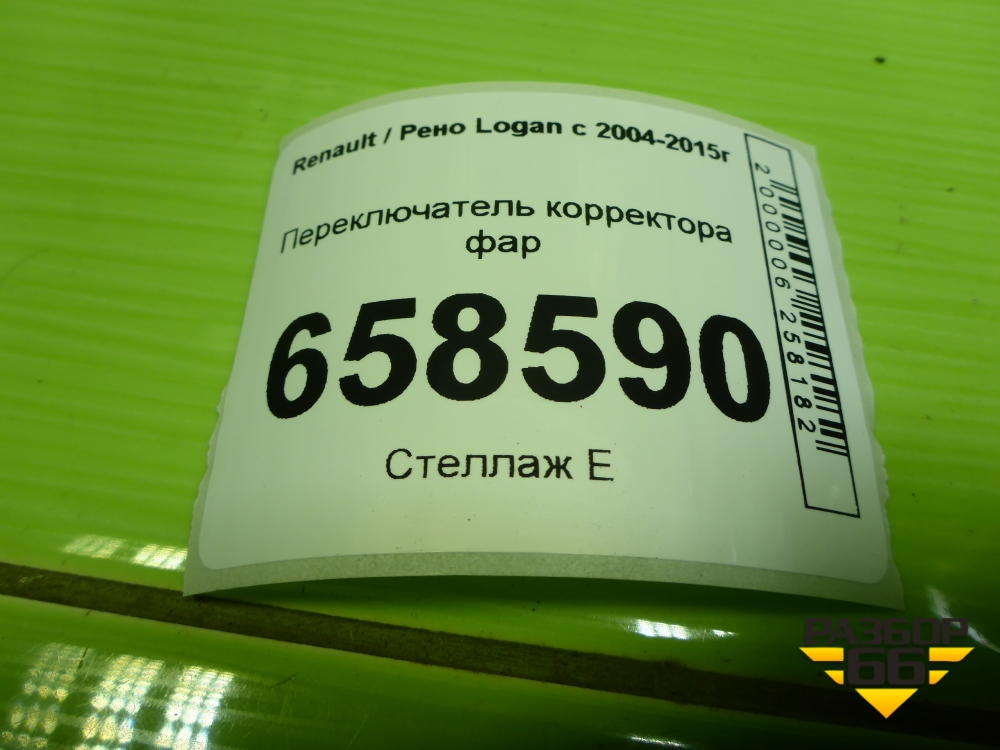 Renault / Рено Logan с 2004-2015г
Переключатель корректора
фар
658590
Стеллаж Е
2000006258182
РАЗБОР
66